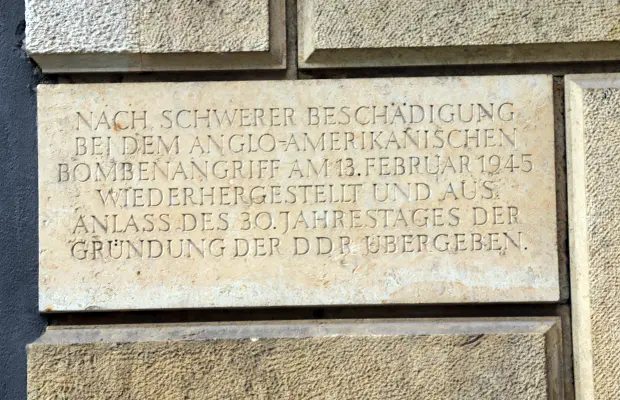 NACH SCHWERER BESCHÄDIGUNG
BEI DEM ANGLO-AMERIKANISCHEN
BOMBENANGRIFF AM 13. FEBRUAR 1945
WIEDERHERGESTELLT UND AUS
ANLASS DES 30. JAHRESTAGES DER
GRÜNDUNG DER DDR ÜBERGEBEN.